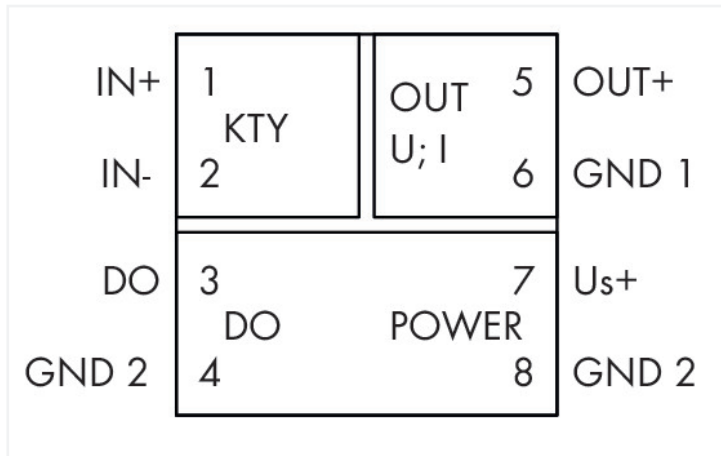 IN+ 1 OUT 5 OUT+
KTY U; I
IN- 2 6 GND 1
DO 3 7 Us+
DO POWER
GND 2 4 8 GND 2